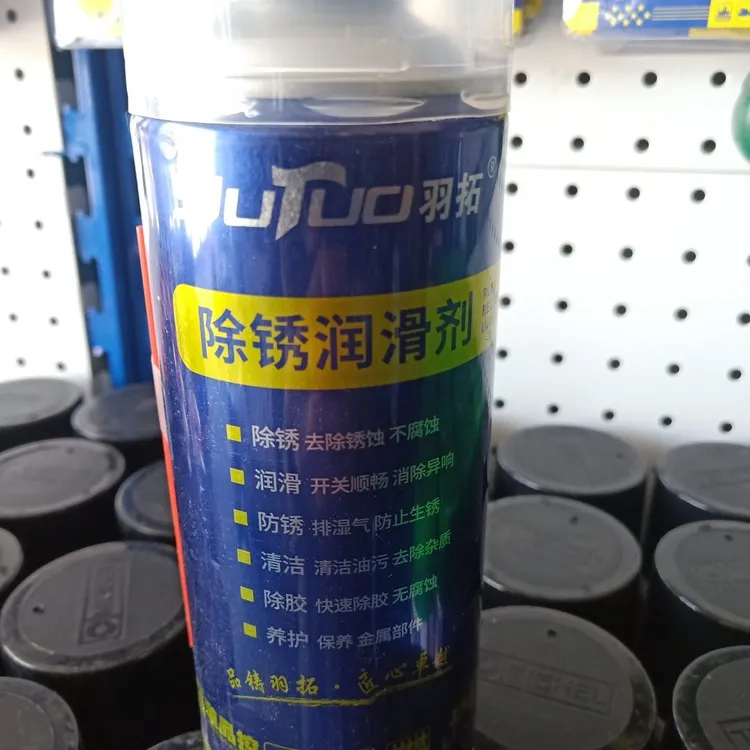 羽拓®
除锈润滑剂
除锈 去除锈蚀 不腐蚀
润滑 开关顺畅 消除异响
防锈 排湿气 防止生锈
清洁 清洁油污 去除杂质
除胶 快速除胶 无腐蚀
养护 保养 金属部件
品铸羽拓·匠心卓越